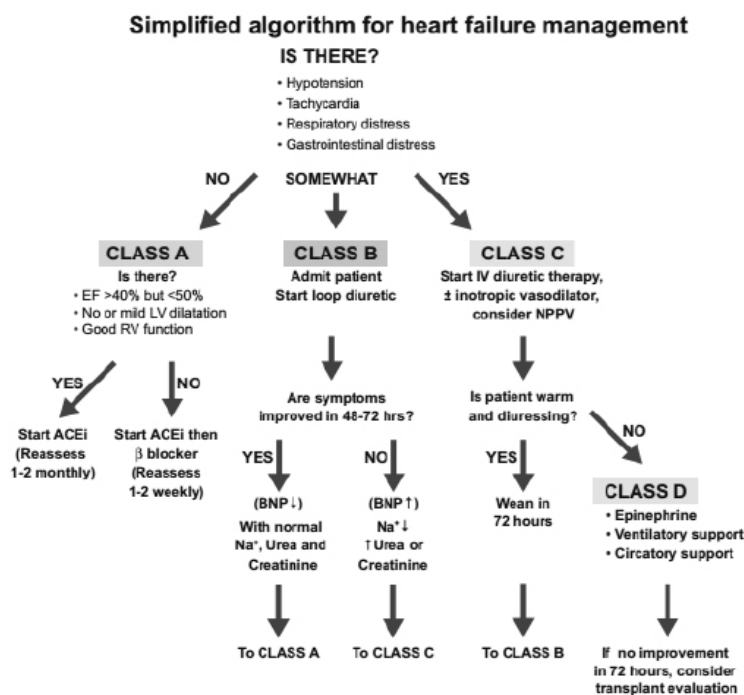 Simplified algorithm for heart failure management
IS THERE?
• Hypotension
• Tachycardia
• Respiratory distress
• Gastrointestinal distress
NO
SOMEWHAT
YES
CLASS A
Is there?
• EF >40% but <50%
• No or mild LV dilatation
• Good RV function
YES
NO
Start ACEi
(Reassess
1-2 monthly)
Start ACEi then
β blocker
(Reassess
1-2 weekly)
CLASS B
Admit patient
Start loop diuretic
Are symptoms
improved in 48-72 hrs?
YES
NO
(BNP↓)
With normal
Na⁺, Urea and
Creatinine
(BNP↑)
Na⁺↓
↑Urea or
Creatinine
To CLASS A
To CLASS C
CLASS C
Start IV diuretic therapy,
± inotropic vasodilator,
consider NPPV
Is patient warm
and diuressing?
YES
NO
Wean in
72 hours
To CLASS B
CLASS D
• Epinephrine
• Ventilatory support
• Circatory support
If no improvement
in 72 hours, consider
transplant evaluation